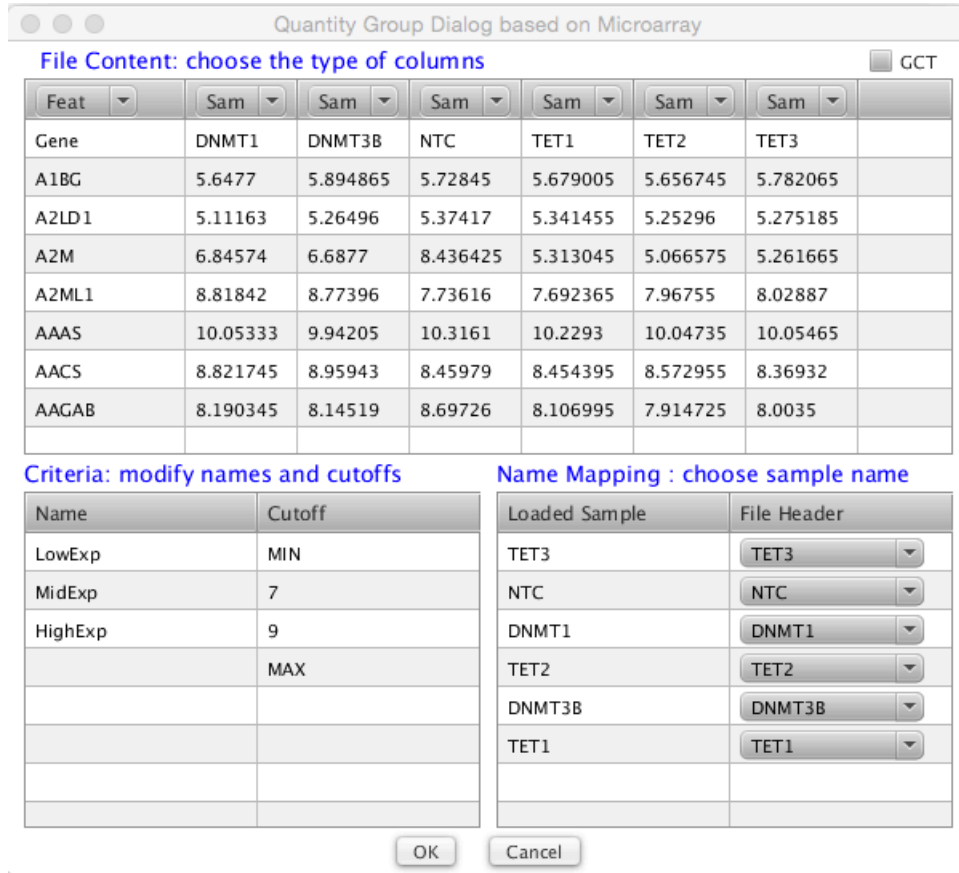 Quantity Group Dialog based on Microarray
File Content: choose the type of columns GCT
Feat Sam Sam Sam Sam Sam Sam
Gene DNMT1 DNMT3B NTC TET1 TET2 TET3
A1BG 5.6477 5.894865 5.72845 5.679005 5.656745 5.782065
A2LD1 5.11163 5.26496 5.37417 5.341455 5.25296 5.275185
A2M 6.84574 6.6877 8.436425 5.313045 5.066575 5.261665
A2ML1 8.81842 8.77396 7.73616 7.692365 7.96755 8.02887
AAAS 10.05333 9.94205 10.3161 10.2293 10.04735 10.05465
AACS 8.821745 8.95943 8.45979 8.454395 8.572955 8.36932
AAGAB 8.190345 8.14519 8.69726 8.106995 7.914725 8.0035
Criteria: modify names and cutoffs
Name Cutoff
LowExp MIN
MidExp 7
HighExp 9
MAX
Name Mapping : choose sample name
Loaded Sample File Header
TET3 TET3
NTC NTC
DNMT1 DNMT1
TET2 TET2
DNMT3B DNMT3B
TET1 TET1
OK Cancel